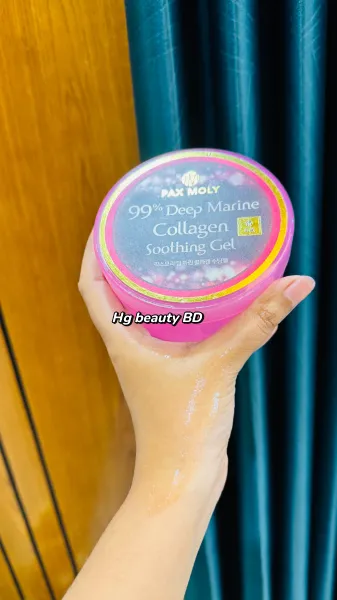 PAX MOLY
99% Deep Marine
Collagen
Soothing Gel
Hg beauty BD